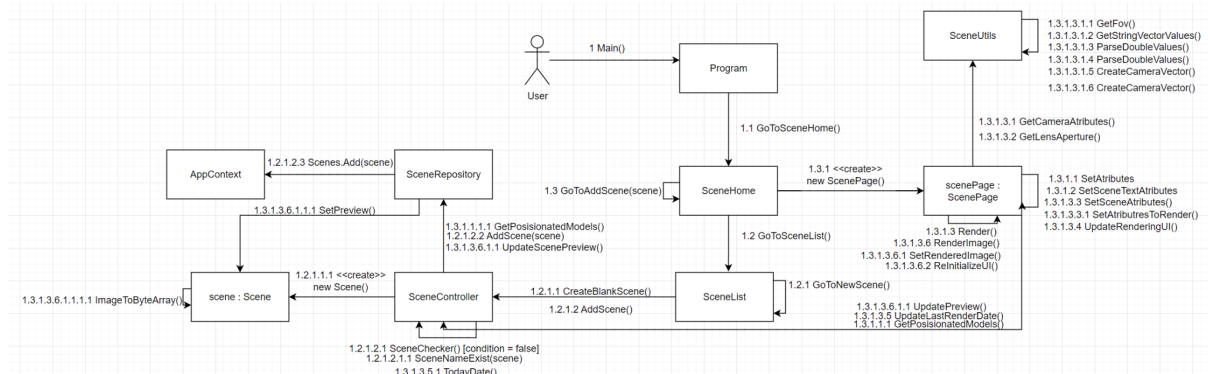 1 Main()
User
Program
SceneUtils
1.3.1.3.1.1 GetFov()
1.3.1.3.1.2 GetStringVectorValues()
1.3.1.3.1.3 ParseDoubleValues()
1.3.1.3.1.4 ParseDoubleValues()
1.3.1.3.1.5 CreateCameraVector()
1.3.1.3.1.6 CreateCameraVector()
1.1 GoToSceneHome()
1.3.1.3.1 GetCameraAtributes()
1.3.1.3.2 GetLensAperture()
AppContext
1.2.1.2.3 Scenes.Add(scene)
SceneRepository
1.3 GoToAddScene(scene)
SceneHome
1.3.1 <<create>>
new ScenePage()
scenePage :
ScenePage
1.3.1.1 SetAtributes
1.3.1.2 SetSceneTextAtributes
1.3.1.3.3 SetSceneAtributes()
1.3.1.3.3.1 SetAtributresToRender()
1.3.1.3.4 UpdateRenderingUI()
1.3.1.3.6.1.1.1 SetPreview()
1.3.1.1.1.1 GetPosisionatedModels()
1.2.1.2.2 AddScene(scene)
1.3.1.3.6.1.1 UpdateScenePreview()
1.2 GoToSceneList()
1.3.1.3 Render()
1.3.1.3.6 RenderImage()
1.3.1.3.6.1 SetRenderedImage()
1.3.1.3.6.2 ReInitializeUI()
1.3.1.3.6.1.1.1.1 ImageToByteArray()
scene : Scene
1.2.1.1.1 <<create>>
new Scene()
SceneController
1.2.1.1 CreateBlankScene()
1.2.1.2 AddScene()
SceneList
1.2.1 GoToNewScene()
1.3.1.3.6.1.1 UpdatePreview()
1.3.1.3.5 UpdateLastRenderDate()
1.3.1.1.1 GetPosisionatedModels()
1.2.1.2.1 SceneChecker() [condition = false]
1.2.1.2.1.1 SceneNameExist(scene)
1.3.1.3.5.1 TodayDate()